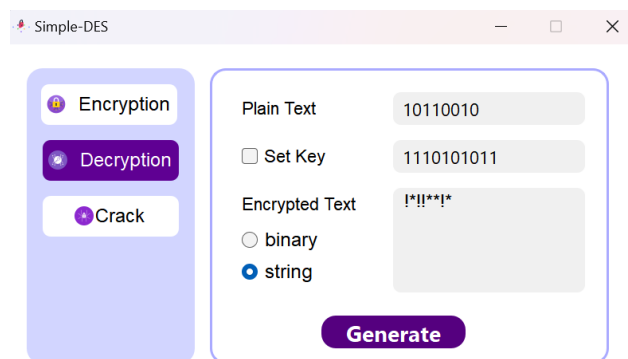 Simple-DES
Encryption
Decryption
Crack
Plain Text
10110010
Set Key
1110101011
Encrypted Text
!*!!**!*
binary
string
Generate